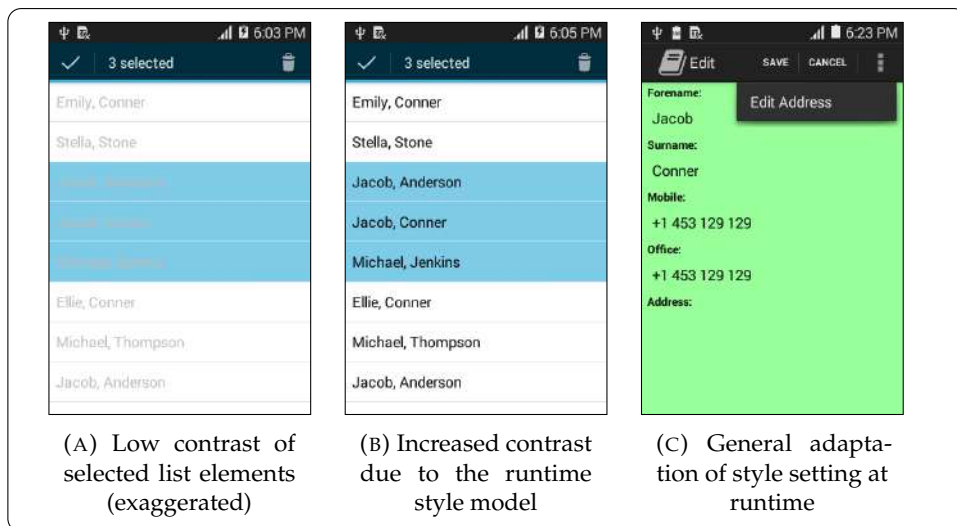 6:03 PM
3 selected
Emily, Conner
Stella, Stone
Ellie, Conner
Michael, Thompson
Jacob, Anderson
(A) Low contrast of
selected list elements
(exaggerated)
6:05 PM
3 selected
Emily, Conner
Stella, Stone
Jacob, Anderson
Jacob, Conner
Michael, Jenkins
Ellie, Conner
Michael, Thompson
Jacob, Anderson
(B) Increased contrast
due to the runtime
style model
6:23 PM
Edit SAVE CANCEL
Edit Address
Forename:
Jacob
Surname:
Conner
Mobile:
+1 453 129 129
Office:
+1 453 129 129
Address:
(C) General adapta-
tion of style setting at
runtime